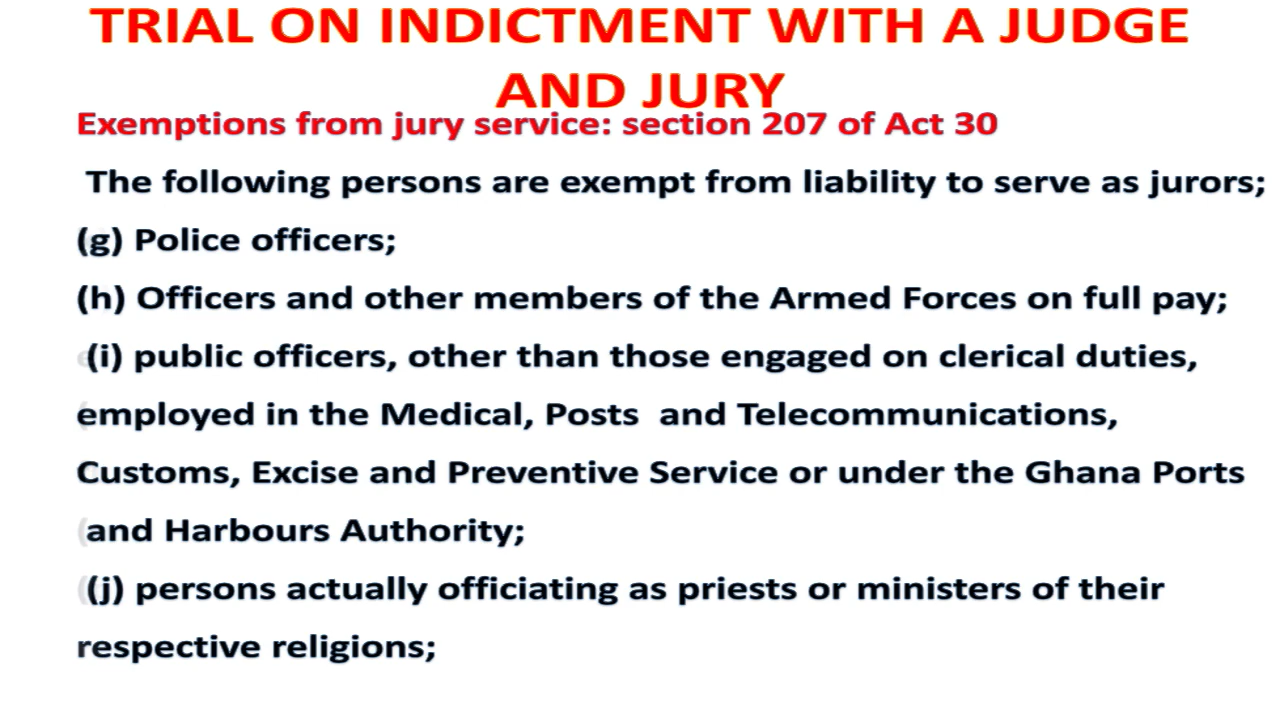 TRIAL ON INDICTMENT WITH A JUDGE
AND JURY
Exemptions from jury service: section 207 of Act 30
The following persons are exempt from liability to serve as jurors;
(g) Police officers;
(h) Officers and other members of the Armed Forces on full pay;
(i) public officers, other than those engaged on clerical duties,
employed in the Medical, Posts  and Telecommunications,
Customs, Excise and Preventive Service or under the Ghana Ports
and Harbours Authority;
(j) persons actually officiating as priests or ministers of their
respective religions;